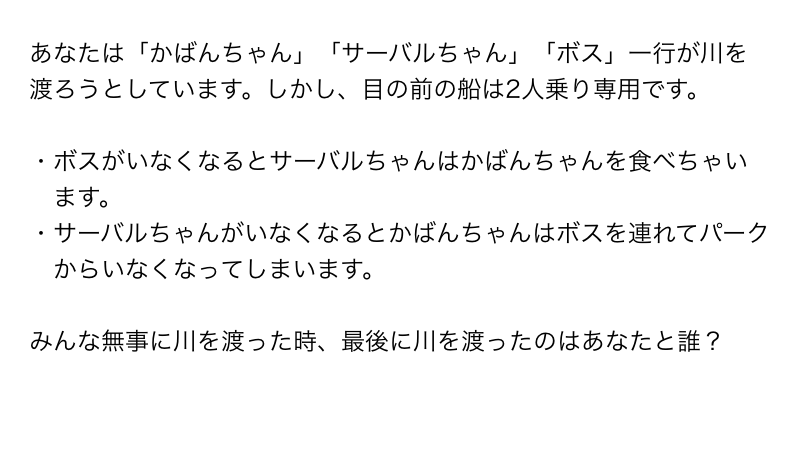 あなたは「かばんちゃん」「サーバルちゃん」「ボス」一行が川を
渡ろうとしています。しかし、目の前の船は2人乗り専用です。
・ボスがいなくなるとサーバルちゃんはかばんちゃんを食べちゃい
ます。
・サーバルちゃんがいなくなるとかばんちゃんはボスを連れてパーク
からいなくなってしまいます。
みんな無事に川を渡った時、最後に川を渡ったのはあなたと誰？